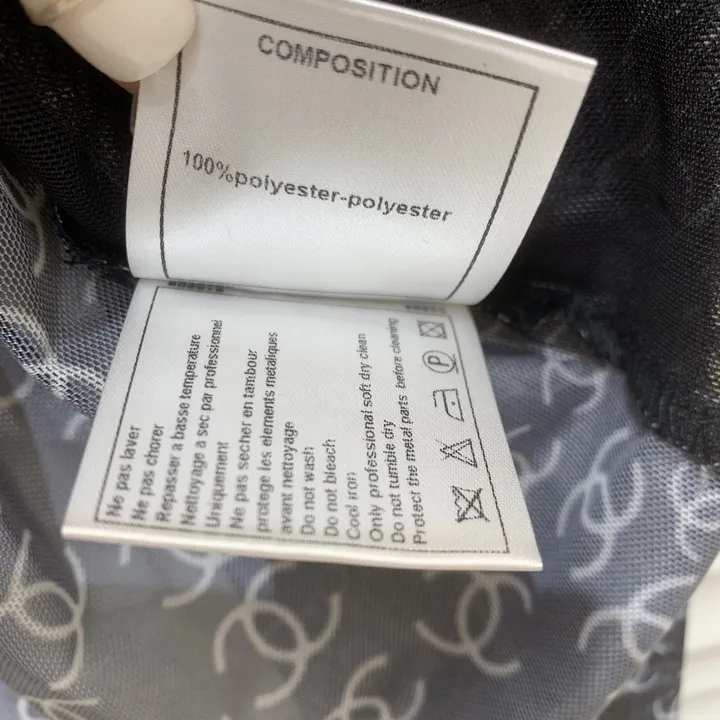 COMPOSITION
100%polyester-polyester
Ne pas laver
Ne pas chorer
Repasser a basse temperature
Nettoyage a sec par professionnel
Uniquement
Ne pas secher en tambour
protege les elements metaliques
avant nettoyage
Do not wash
Do not bleach
Cool iron
Only professional soft dry clean
Do not tumble dry
Protect the metal parts before cleaning
P